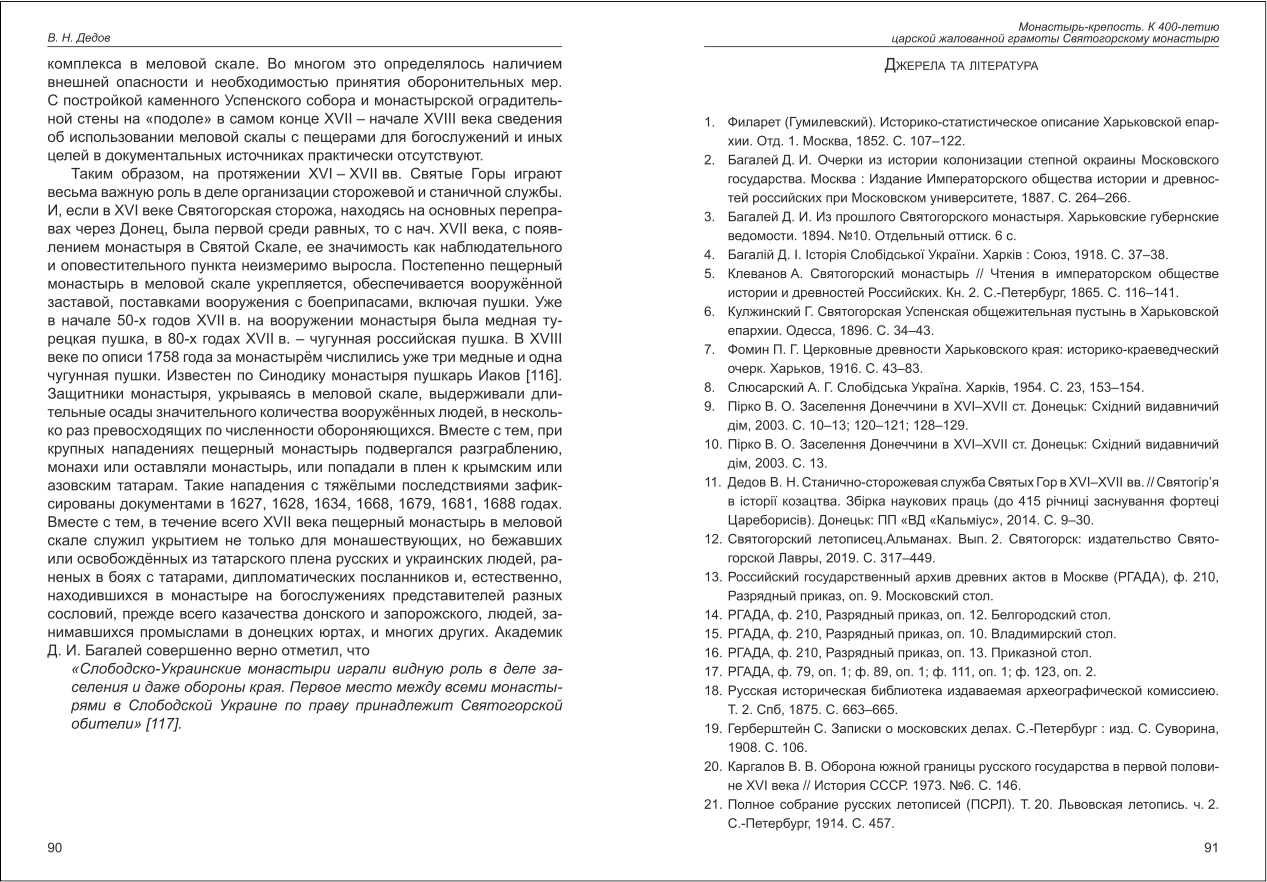 В. Н. Дедов
комплекса в меловой скале. Во многом это определялось наличием
внешней опасности и необходимостью принятия оборонительных мер.
С постройкой каменного Успенского собора и монастырской оградитель-
ной стены на «подоле» в самом конце XVII – начале XVIII века сведения
об использовании меловой скалы с пещерами для богослужений и иных
целей в документальных источниках практически отсутствуют.
Таким образом, на протяжении XVI – XVII вв. Святые Горы играют
весьма важную роль в деле организации сторожевой и станичной службы.
И, если в XVI веке Святогорская сторожа, находясь на основных перепра-
вах через Донец, была первой среди равных, то с нач. XVII века, с появ-
лением монастыря в Святой Скале, ее значимость как наблюдательного
и оповестительного пункта неизмеримо выросла. Постепенно пещерный
монастырь в меловой скале укрепляется, обеспечивается вооружённой
заставой, поставками вооружения с боеприпасами, включая пушки. Уже
в начале 50-х годов XVII в. на вооружении монастыря была медная ту-
рецкая пушка, в 80-х годах XVII в. – чугунная российская пушка. В XVIII
веке по описи 1758 года за монастырём числились уже три медные и одна
чугунная пушки. Известен по Синодику монастыря пушкарь Иаков [116].
Защитники монастыря, укрываясь в меловой скале, выдерживали дли-
тельные осады значительного количества вооружённых людей, в несколь-
ко раз превосходящих по численности обороняющихся. Вместе с тем, при
крупных нападениях пещерный монастырь подвергался разграблению,
монахи или оставляли монастырь, или попадали в плен к крымским или
азовским татарам. Такие нападения с тяжёлыми последствиями зафик-
сированы документами в 1627, 1628, 1634, 1668, 1679, 1681, 1688 годах.
Вместе с тем, в течение всего XVII века пещерный монастырь в меловой
скале служил укрытием не только для монашествующих, но бежавших
или освобождённых из татарского плена русских и украинских людей, ра-
неных в боях с татарами, дипломатических посланников и, естественно,
находившихся в монастыре на богослужениях представителей разных
сословий, прежде всего казачества донского и запорожского, людей, за-
нимавшихся промыслами в донецких юртах, и многих других. Академик
Д. И. Багалей совершенно верно отметил, что
«Слободско-Украинские монастыри играли видную роль в деле за-
селения и даже обороны края. Первое место между всеми монасты-
рями в Слободской Украине по праву принадлежит Святогорской
обители» [117].
90
Монастырь-крепость. К 400-летию
царской жалованной грамоты Святогорскому монастырю
Джерела та література
1. Филарет (Гумилевский). Историко-статистическое описание Харьковской епар-
хии. Отд. 1. Москва, 1852. С. 107–122.
2. Багалей Д. И. Очерки из истории колонизации степной окраины Московского
государства. Москва : Издание Императорского общества истории и древнос-
тей российских при Московском университете, 1887. С. 264–266.
3. Багалей Д. И. Из прошлого Святогорского монастыря. Харьковские губернские
ведомости. 1894. №10. Отдельный оттиск. 6 с.
4. Багалій Д. І. Історія Слобідської України. Харків : Союз, 1918. С. 37–38.
5. Клеванов А. Святогорский монастырь // Чтения в императорском обществе
истории и древностей Российских. Кн. 2. С.-Петербург, 1865. С. 116–141.
6. Кулжинский Г. Святогорская Успенская общежительная пустынь в Харьковской
епархии. Одесса, 1896. С. 34–43.
7. Фомин П. Г. Церковные древности Харьковского края: историко-краеведческий
очерк. Харьков, 1916. С. 43–83.
8. Слюсарский А. Г. Слобідська Україна. Харків, 1954. С. 23, 153–154.
9. Пірко В. О. Заселення Донеччини в XVI–XVII ст. Донецьк: Східний видавничий
дім, 2003. С. 10–13; 120–121; 128–129.
10. Пірко В. О. Заселення Донеччини в XVI–XVII ст. Донецьк: Східний видавничий
дім, 2003. С. 13.
11. Дедов В. Н. Станично-сторожевая служба Святых Гор в XVI–XVII вв. // Святогір’я
в історії козацтва. Збірка наукових праць (до 415 річниці заснування фортеці
Цареборисів). Донецьк: ПП «ВД «Кальміус», 2014. С. 9–30.
12. Святогорский летописец.Альманах. Вып. 2. Святогорск: издательство Свято-
горской Лавры, 2019. С. 317–449.
13. Российский государственный архив древних актов в Москве (РГАДА), ф. 210,
Разрядный приказ, оп. 9. Московский стол.
14. РГАДА, ф. 210, Разрядный приказ, оп. 12. Белгородский стол.
15. РГАДА, ф. 210, Разрядный приказ, оп. 10. Владимирский стол.
16. РГАДА, ф. 210, Разрядный приказ, оп. 13. Приказной стол.
17. РГАДА, ф. 79, оп. 1; ф. 89, оп. 1; ф. 111, оп. 1; ф. 123, оп. 2.
18. Русская историческая библиотека издаваемая археографической комиссиею.
Т. 2. Спб, 1875. С. 663–665.
19. Герберштейн С. Записки о московских делах. С.-Петербург : изд. С. Суворина,
1908. С. 106.
20. Каргалов В. В. Оборона южной границы русского государства в первой полови-
не XVI века // История СССР. 1973. №6. С. 146.
21. Полное собрание русских летописей (ПСРЛ). Т. 20. Львовская летопись. ч. 2.
С.-Петербург, 1914. С. 457.
91